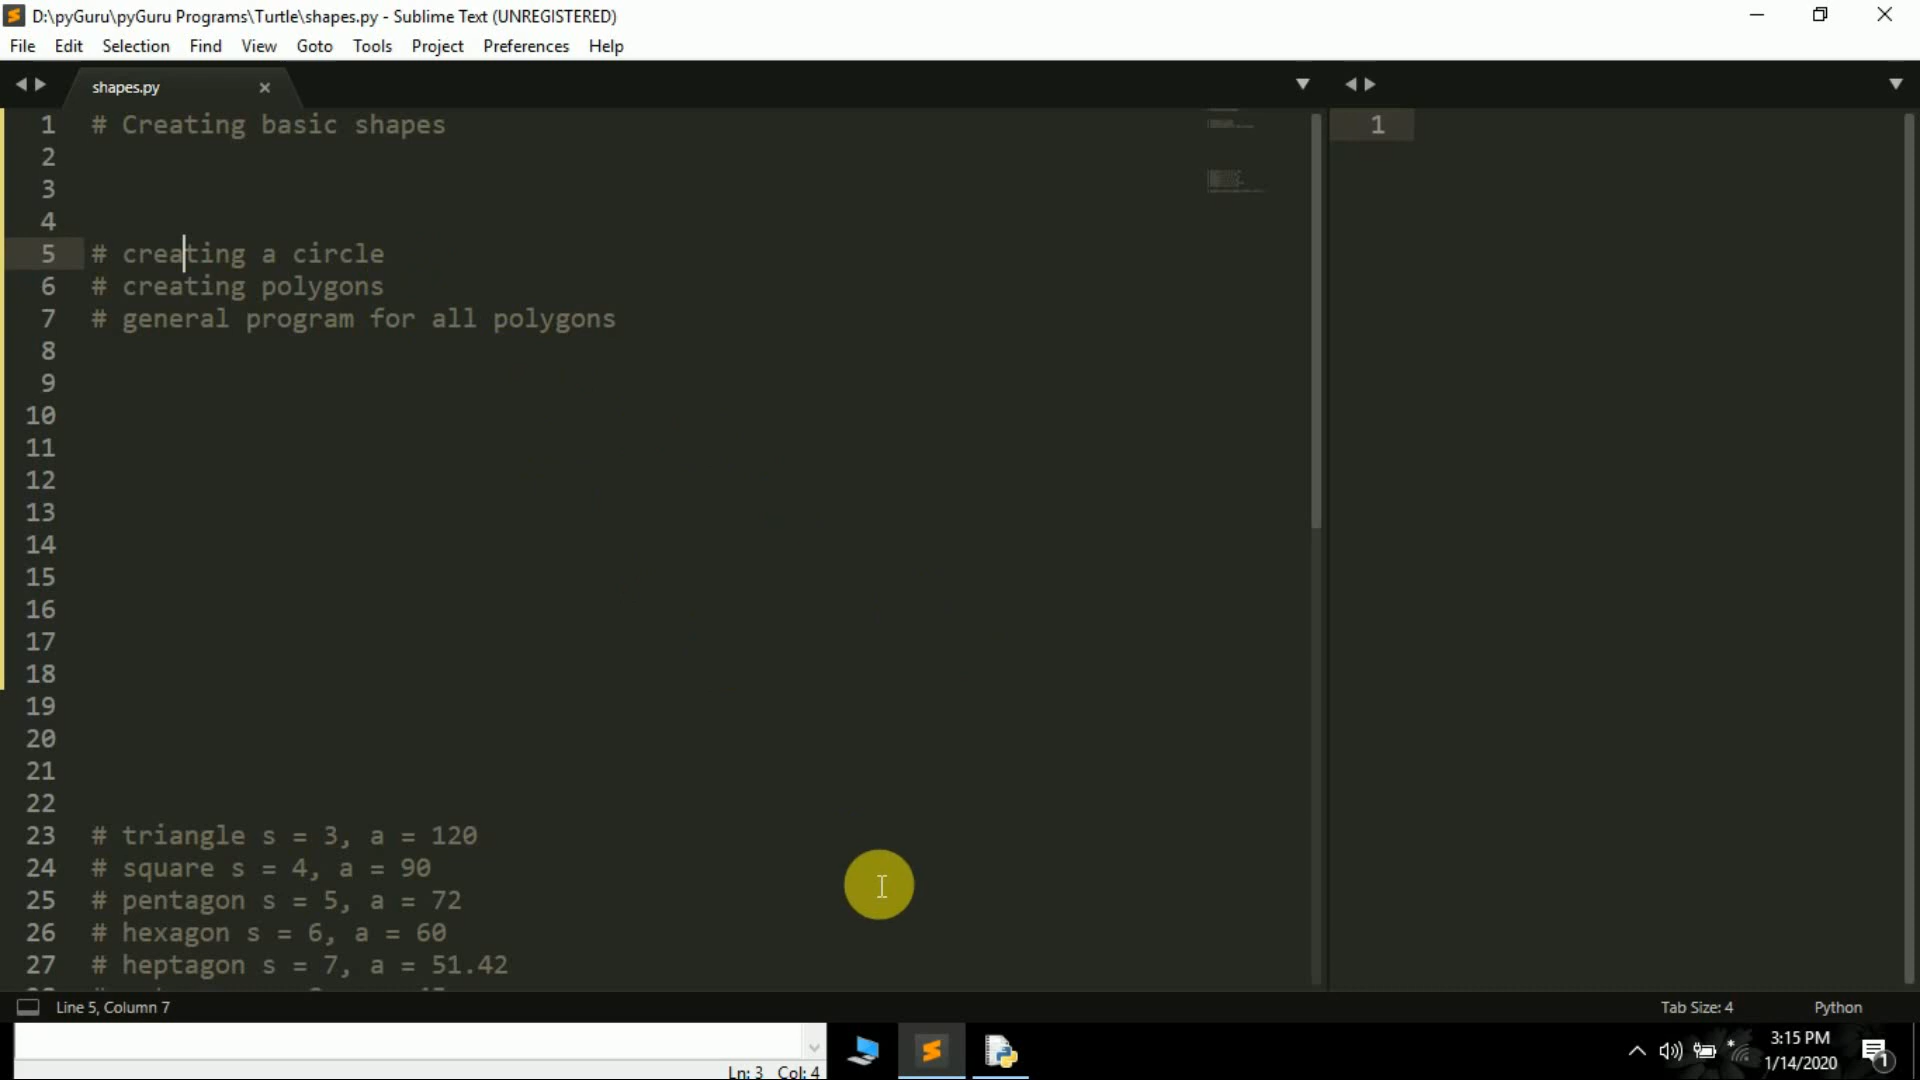 D:\pyGuru\pyGuru Programs\Turtle\shapes.py - Sublime Text (UNREGISTERED)
File Edit Selection Find View Goto Tools Project Preferences Help
shapes.py
1 # Creating basic shapes
2
3
4
5 # creating a circle
6 # creating polygons
7 # general program for all polygons
8
9
10
11
12
13
14
15
16
17
18
19
20
21
22
23 # triangle s = 3, a = 120
24 # square s = 4, a = 90
25 # pentagon s = 5, a = 72
26 # hexagon s = 6, a = 60
27 # heptagon s = 7, a = 51.42
1
Line 5, Column 7
Tab Size: 4
Python
Ln: 3 Col: 4
3:15 PM
1/14/2020
1